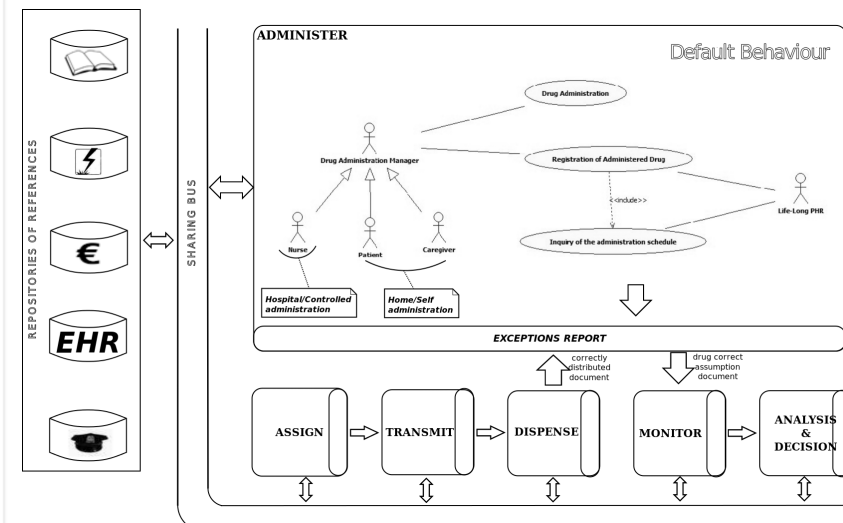 REPOSITORIES OF REFERENCES
€
EHR
SHARING BUS
ADMINISTER
Default Behaviour
Drug Administration
Drug Administration Manager
Registration of Administered Drug
<<include>>
Life-Long PHR
Nurse
Patient
Caregiver
Inquiry of the administration schedule
Hospital/Controlled
administration
Home/Self
administration
EXCEPTIONS REPORT
correctly
distributed
document
drug correct
assumption
document
ASSIGN
TRANSMIT
DISPENSE
MONITOR
ANALYSIS
&
DECISION